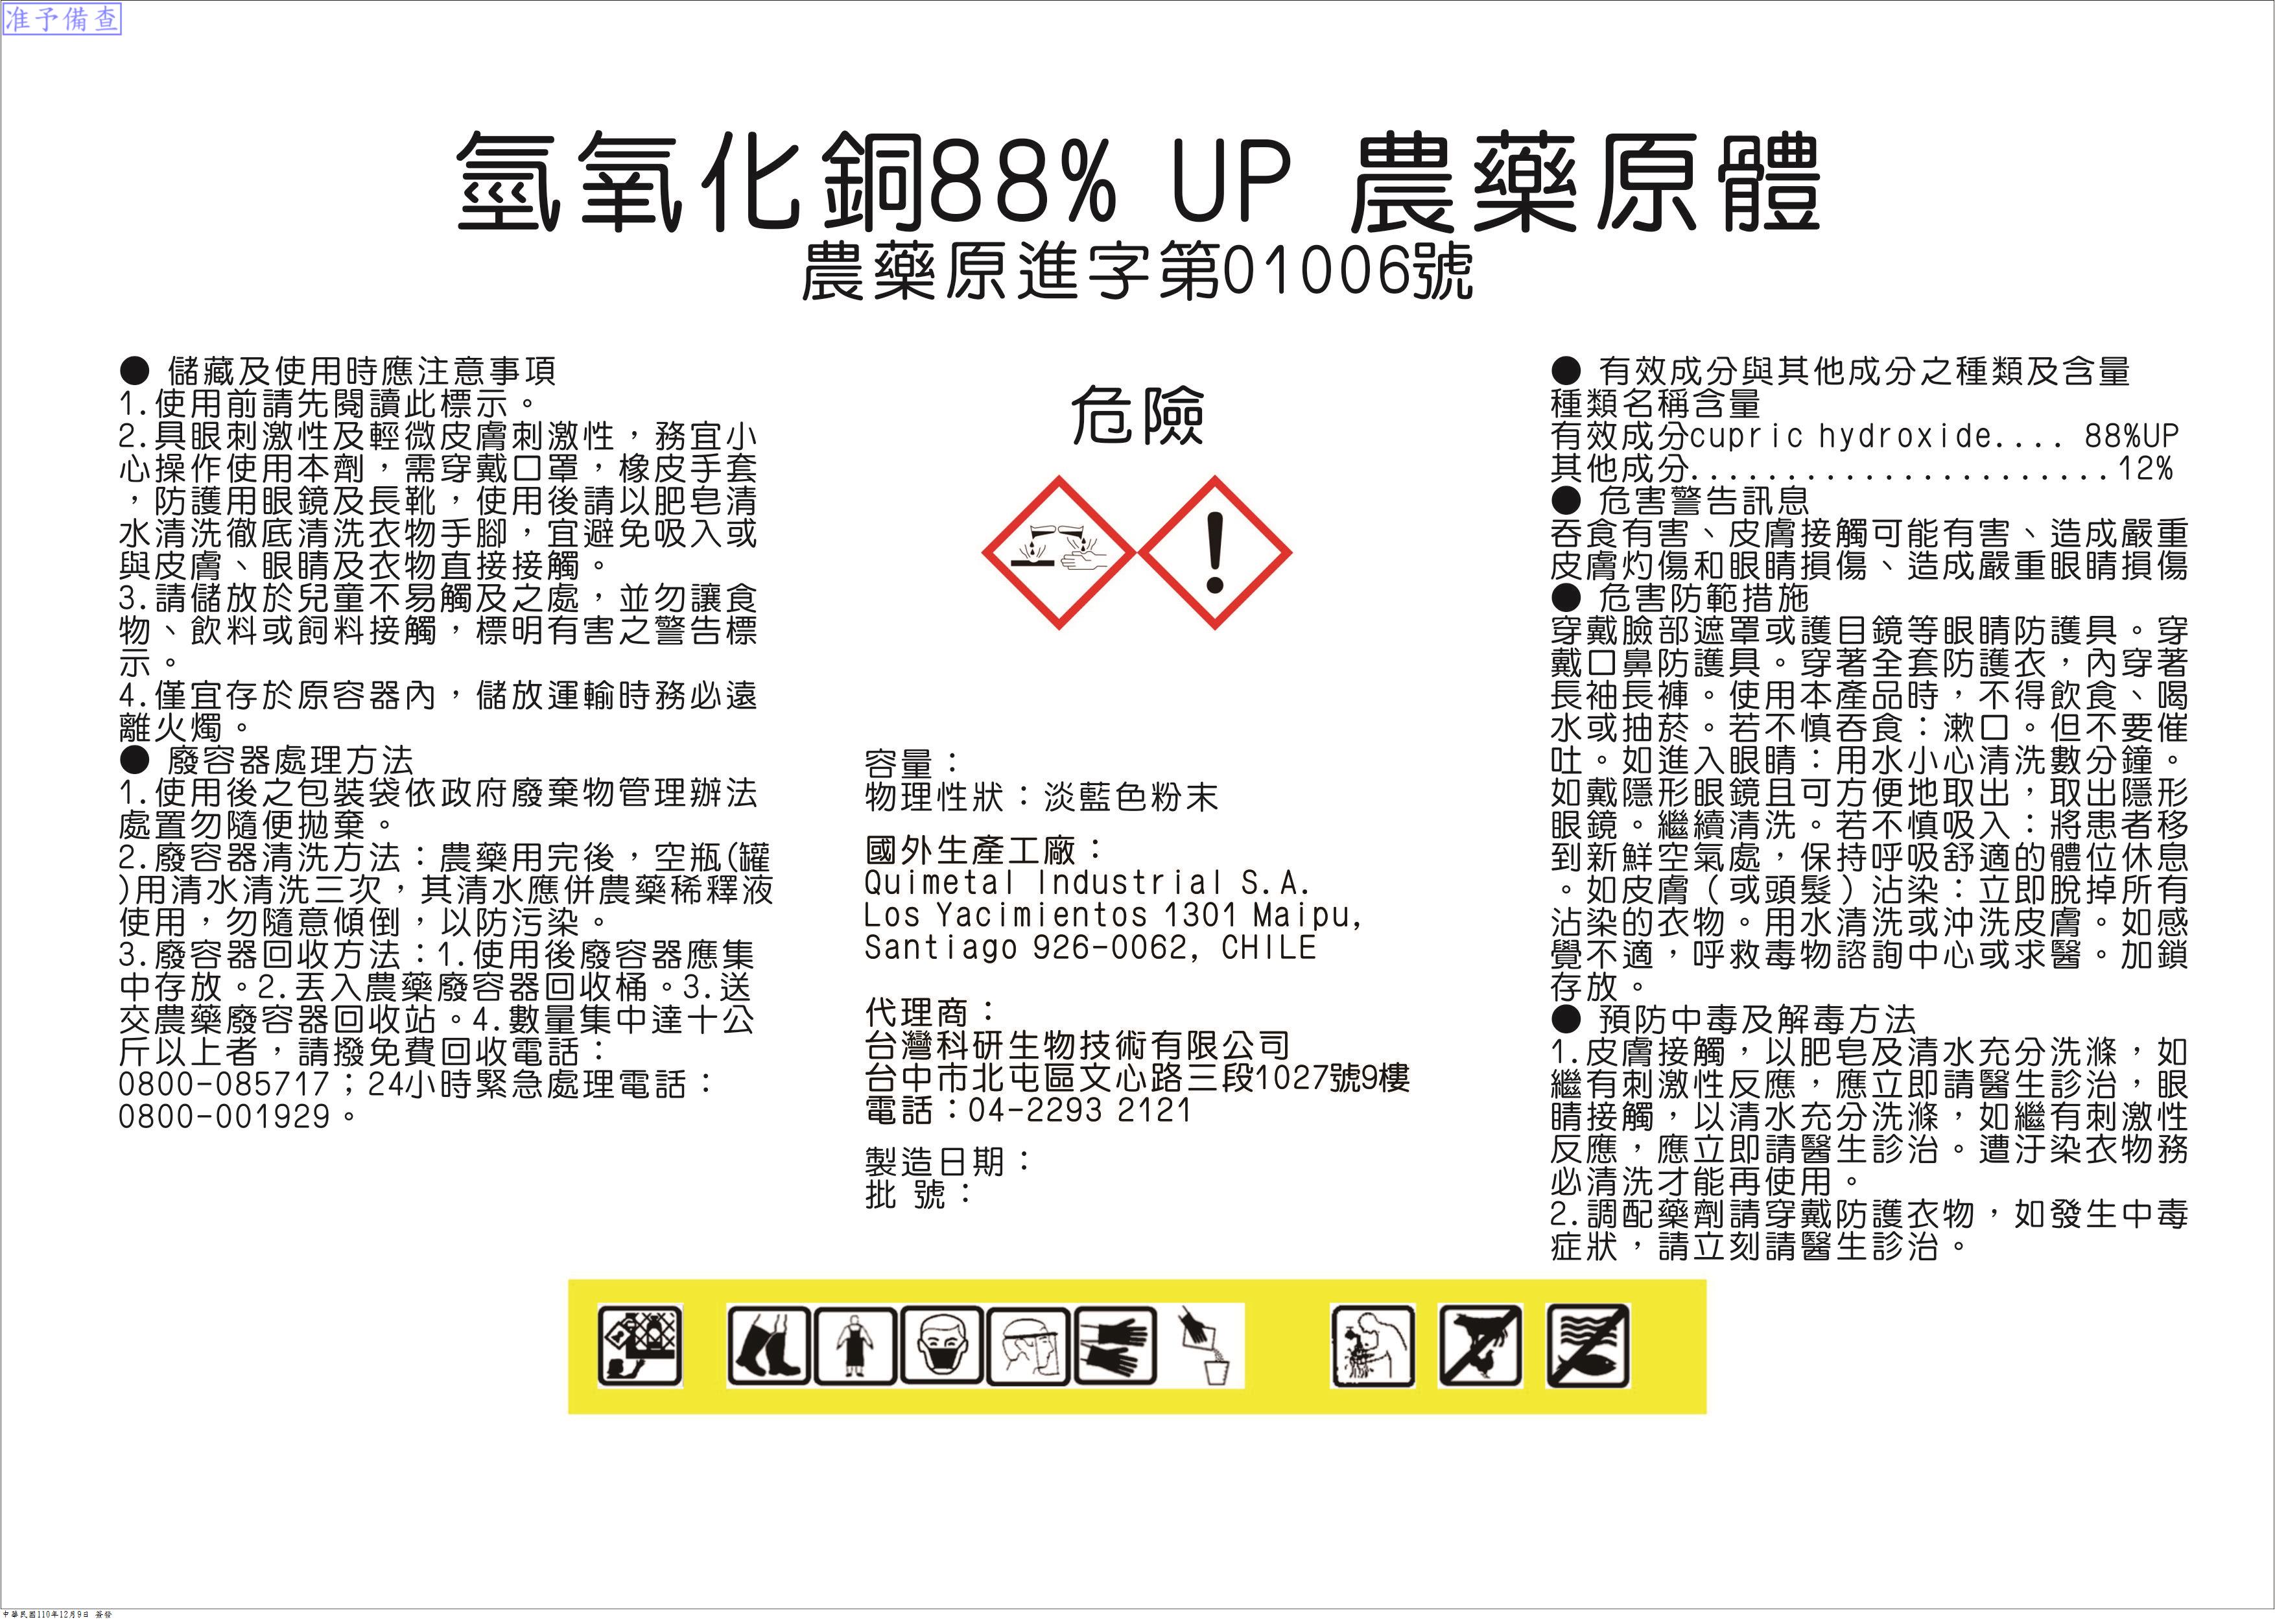 准予備查
氫氧化銅88% UP 農藥原體
農藥原進字第01006號
● 儲藏及使用時應注意事項
1.使用前請先閱讀此標示。
2.具眼刺激性及輕微皮膚刺激性，務宜小
心操作使用本劑，需穿戴口罩，橡皮手套
，防護用眼鏡及長靴，使用後請以肥皂清
水清洗徹底清洗衣物手腳，宜避免吸入或
與皮膚、眼睛及衣物直接接觸。
3.請儲放於兒童不易觸及之處，並勿讓食
物、飲料或飼料接觸，標明有害之警告標
示。
4.僅宜存於原容器內，儲放運輸時務必遠
離火燭。
● 廢容器處理方法
1.使用後之包裝袋依政府廢棄物管理辦法
處置勿隨便拋棄。
2.廢容器清洗方法：農藥用完後，空瓶(罐
)用清水清洗三次，其清水應併農藥稀釋液
使用，勿隨意傾倒，以防污染。
3.廢容器回收方法：1.使用後廢容器應集
中存放。2.丟入農藥廢容器回收桶。3.送
交農藥廢容器回收站。4.數量集中達十公
斤以上者，請撥免費回收電話：
0800-085717；24小時緊急處理電話：
0800-001929。
危險
容量：
物理性狀：淡藍色粉末
國外生產工廠：
Quimetal Industrial S.A.
Los Yacimientos 1301 Maipu,
Santiago 926-0062, CHILE
代理商：
台灣科研生物技術有限公司
台中市北屯區文心路三段1027號9樓
電話：04-2293 2121
製造日期：
批 號：
● 有效成分與其他成分之種類及含量
種類名稱含量
有效成分cupric hydroxide.... 88%UP
其他成分......................12%
● 危害警告訊息
吞食有害、皮膚接觸可能有害、造成嚴重
皮膚灼傷和眼睛損傷、造成嚴重眼睛損傷
● 危害防範措施
穿戴臉部遮罩或護目鏡等眼睛防護具。穿
戴口鼻防護具。穿著全套防護衣，內穿著
長袖長褲。使用本產品時，不得飲食、喝
水或抽菸。若不慎吞食：漱口。但不要催
吐。如進入眼睛：用水小心清洗數分鐘。
如戴隱形眼鏡且可方便地取出，取出隱形
眼鏡。繼續清洗。若不慎吸入：將患者移
到新鮮空氣處，保持呼吸舒適的體位休息
。如皮膚（或頭髮）沾染：立即脫掉所有
沾染的衣物。用水清洗或沖洗皮膚。如感
覺不適，呼救毒物諮詢中心或求醫。加鎖
存放。
● 預防中毒及解毒方法
1.皮膚接觸，以肥皂及清水充分洗滌，如
繼有刺激性反應，應立即請醫生診治，眼
睛接觸，以清水充分洗滌，如繼有刺激性
反應，應立即請醫生診治。遭汙染衣物務
必清洗才能再使用。
2.調配藥劑請穿戴防護衣物，如發生中毒
症狀，請立刻請醫生診治。
中華民國110年12月9日 簽發